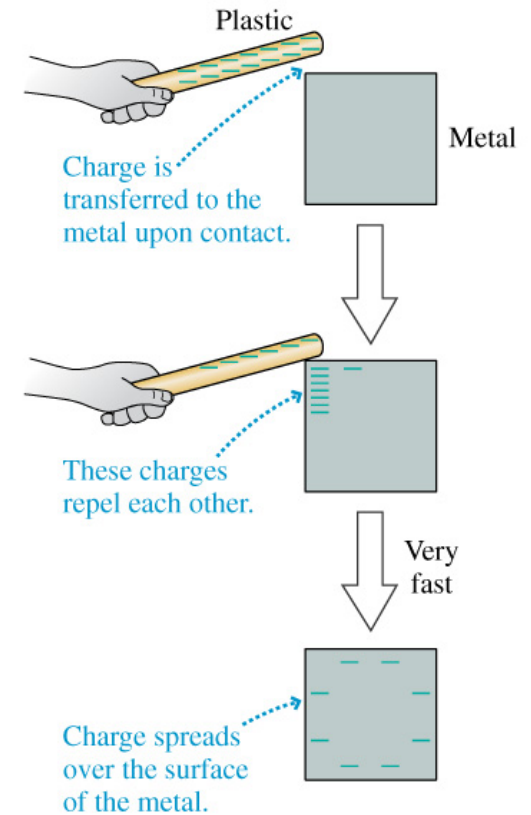 Plastic
Metal
Charge is
transferred to the
metal upon contact.
These charges
repel each other.
Very
fast
Charge spreads
over the surface
of the metal.